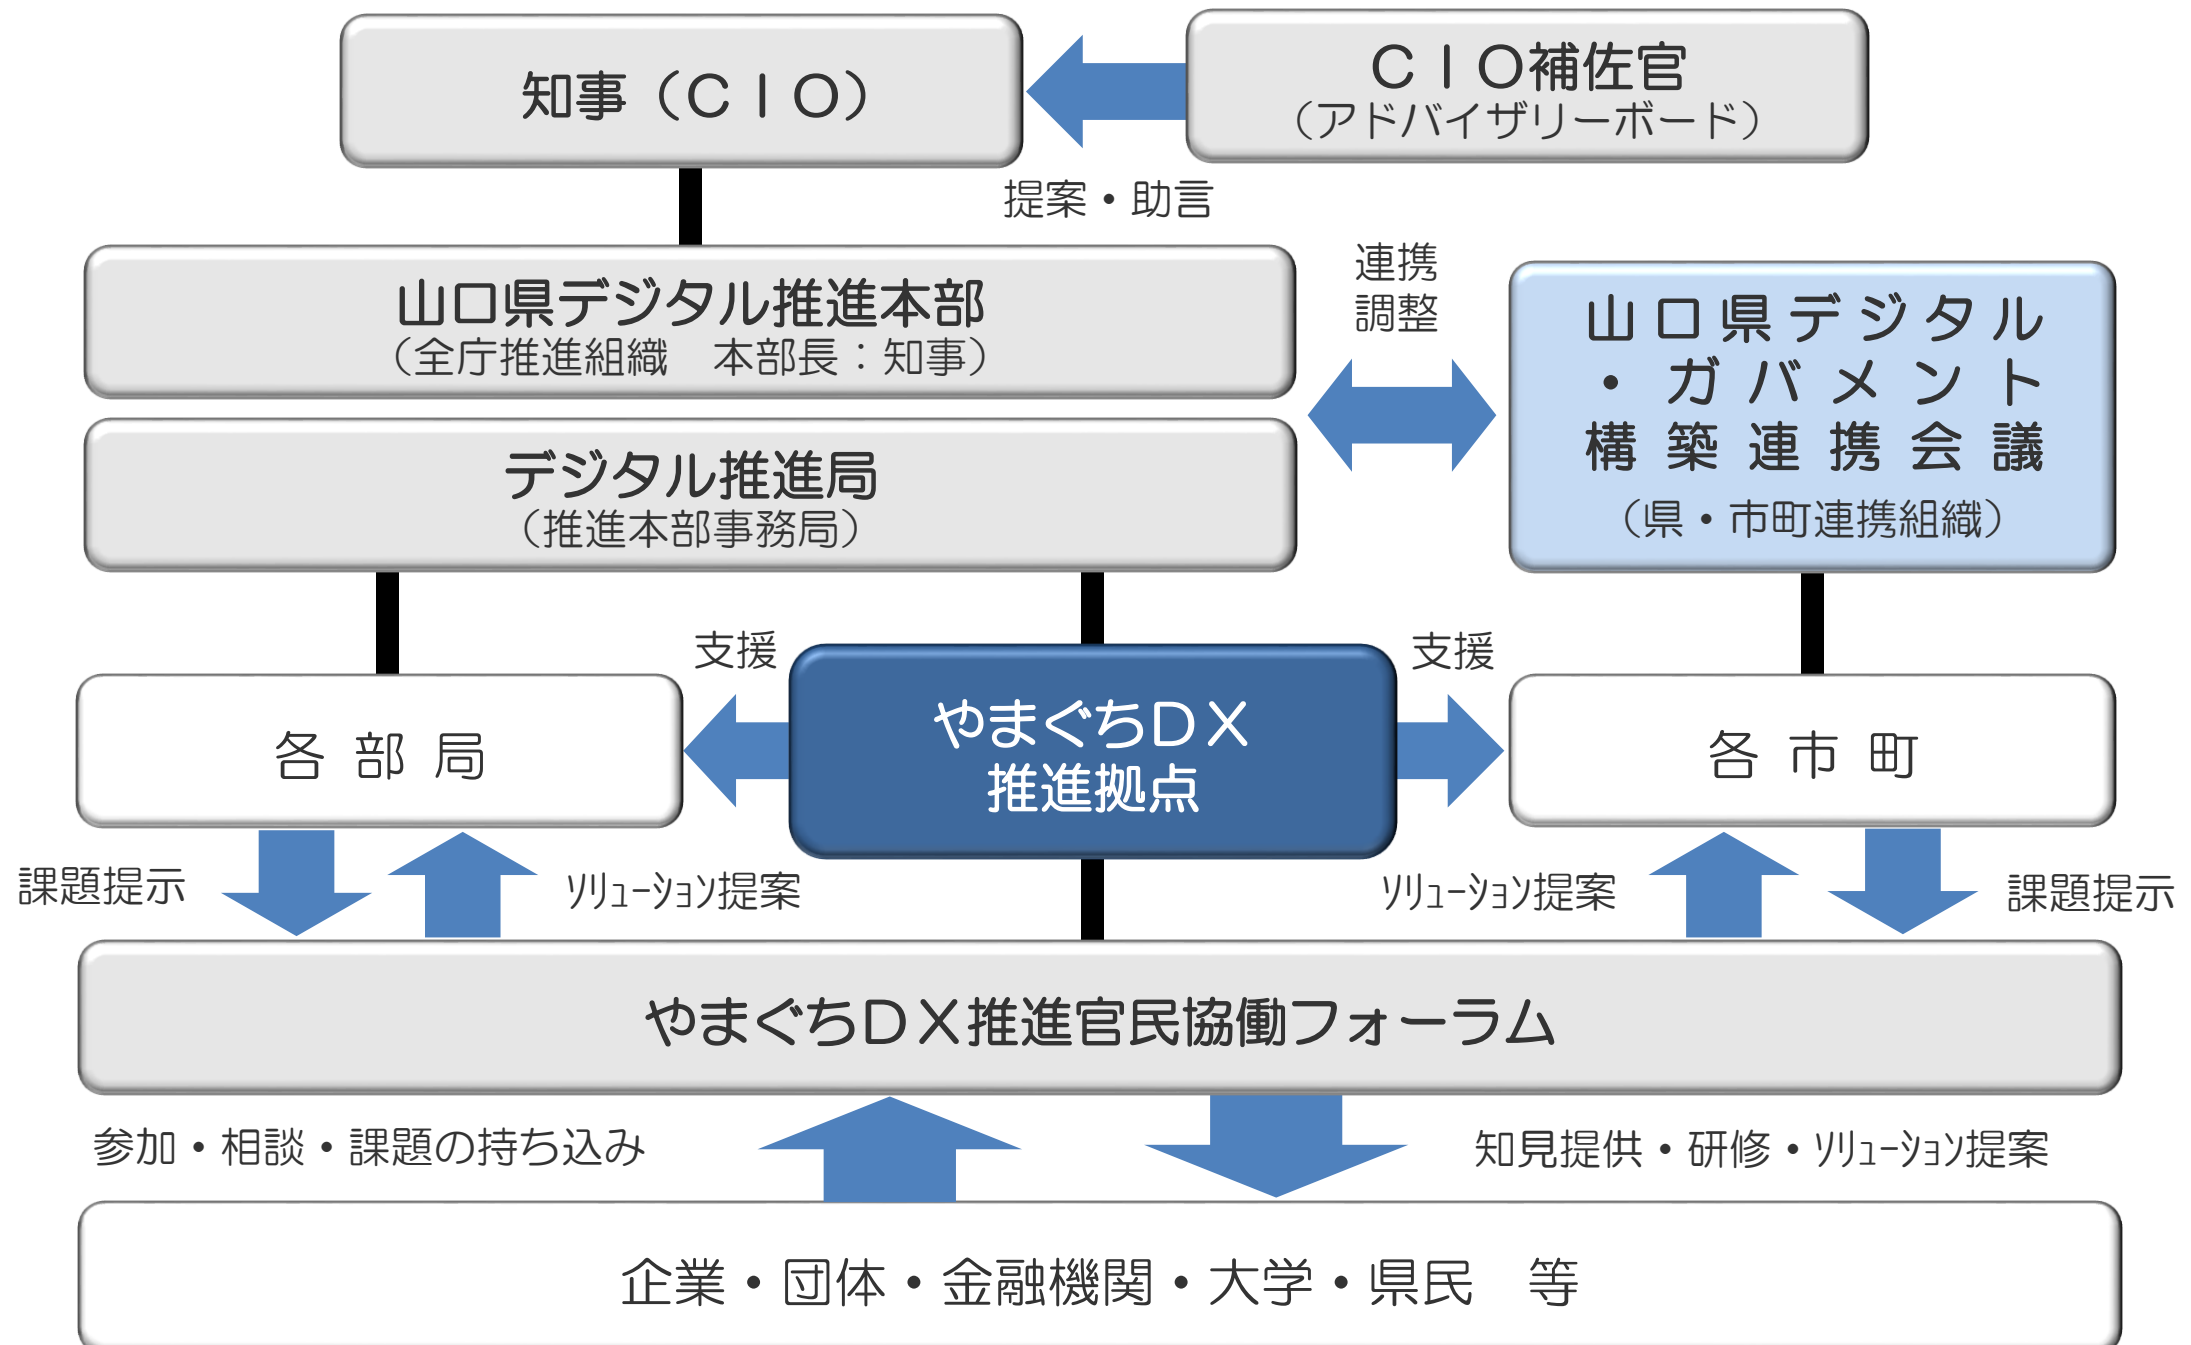 知事（ＣＩＯ）
ＣＩＯ補佐官
（アドバイザリーボード）
提案・助言
山口県デジタル推進本部
（全庁推進組織　本部長：知事）
連携
調整
山口県デジタル
・ガバメント
構築連携会議
（県・市町連携組織）
デジタル推進局
（推進本部事務局）
支援
支援
各部局
やまぐちＤＸ
推進拠点
各市町
課題提示
ｿﾘｭｰｼｮﾝ提案
ｿﾘｭｰｼｮﾝ提案
課題提示
やまぐちＤＸ推進官民協働フォーラム
参加・相談・課題の持ち込み
知見提供・研修・ｿﾘｭｰｼｮﾝ提案
企業・団体・金融機関・大学・県民　等